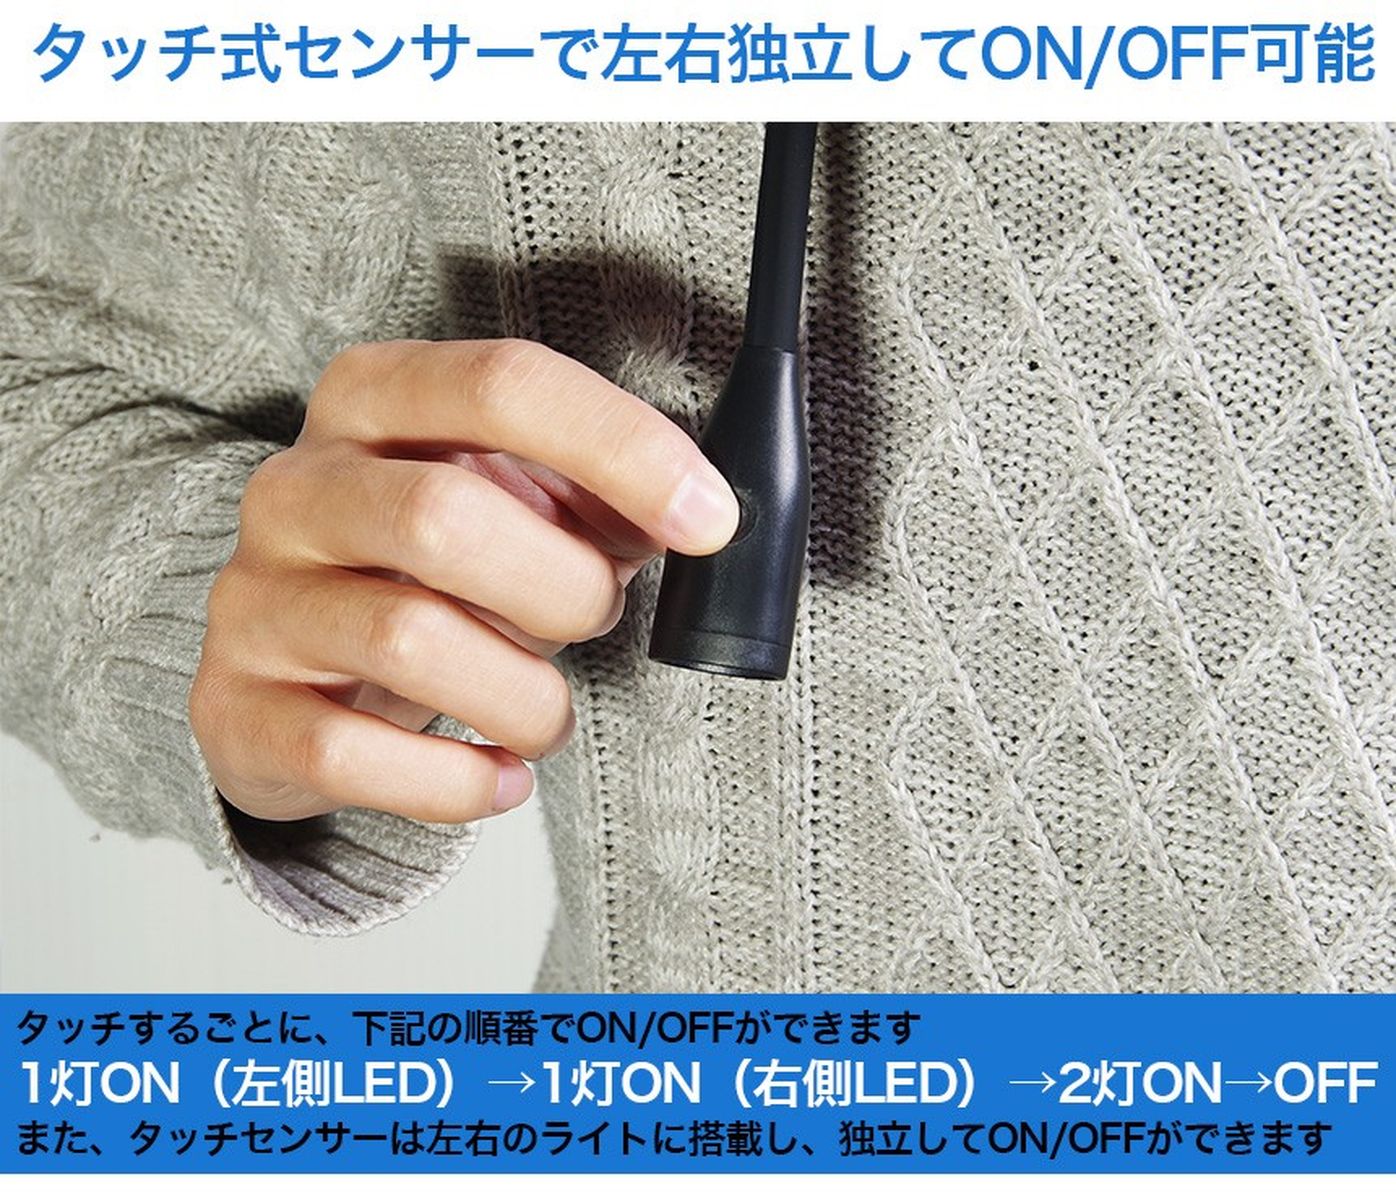 タッチ式センサーで左右独立してON/OFF可能
タッチするごとに、下記の順番でON/OFFができます
1灯ON（左側LED）→1灯ON（右側LED）→2灯ON→OFF
また、タッチセンサーは左右のライトに搭載し、独立してON/OFFができます